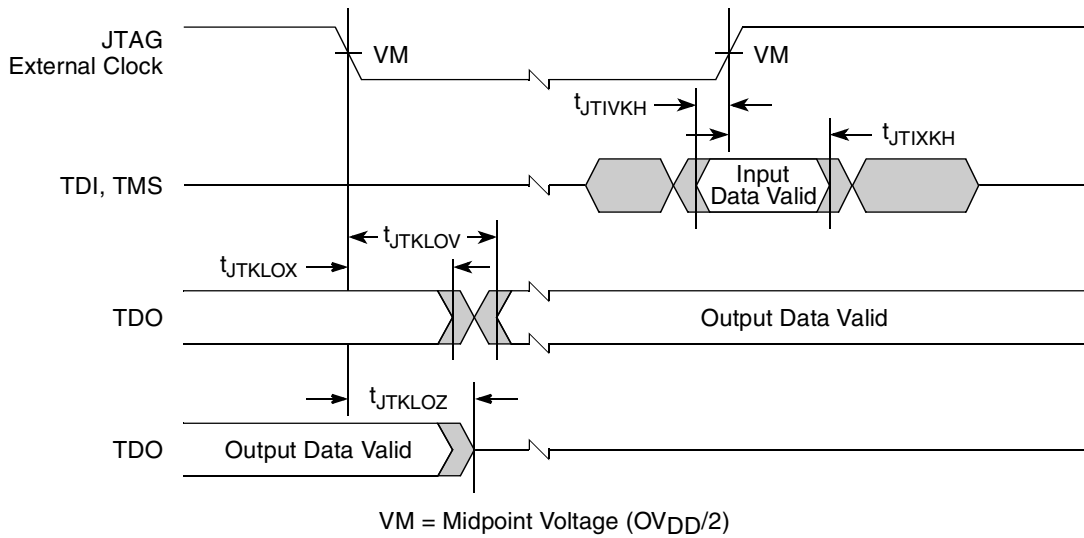 JTAG
External Clock
VM
VM
tJTIVKH
tJTIXKH
TDI, TMS
Input
Data Valid
tJTKLOV
tJTKLOX
TDO
Output Data Valid
tJTKLOZ
TDO
Output Data Valid
VM = Midpoint Voltage (OVDD/2)